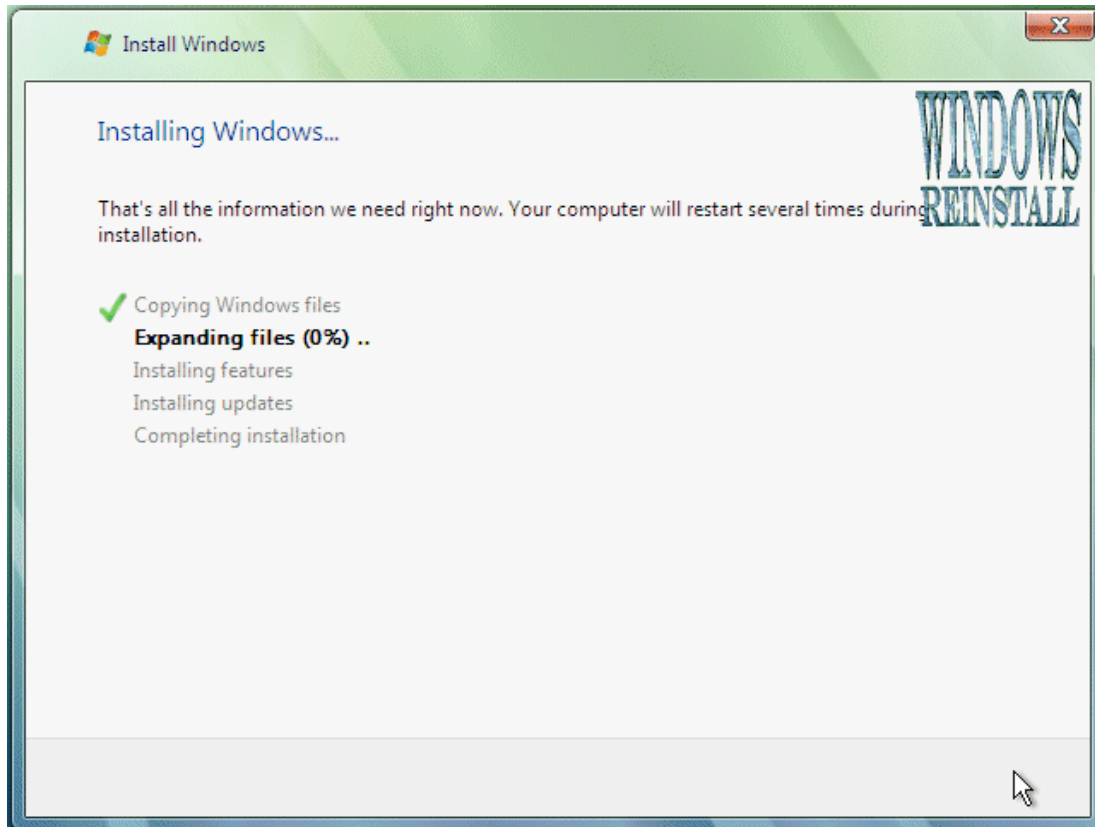 Install Windows
X
WINDOWS
REINSTALL
Installing Windows...
That's all the information we need right now. Your computer will restart several times during
installation.
Copying Windows files
Expanding files (0%) ..
Installing features
Installing updates
Completing installation